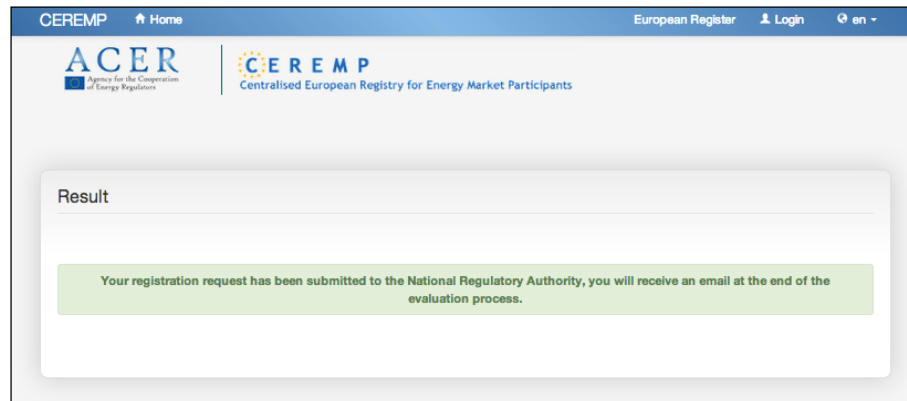 CEREMP Home European Register Login en
ACER
Agency for the Cooperation
of Energy Regulators
CEREMP
Centralised European Registry for Energy Market Participants
Result
Your registration request has been submitted to the National Regulatory Authority, you will receive an email at the end of the
evaluation process.